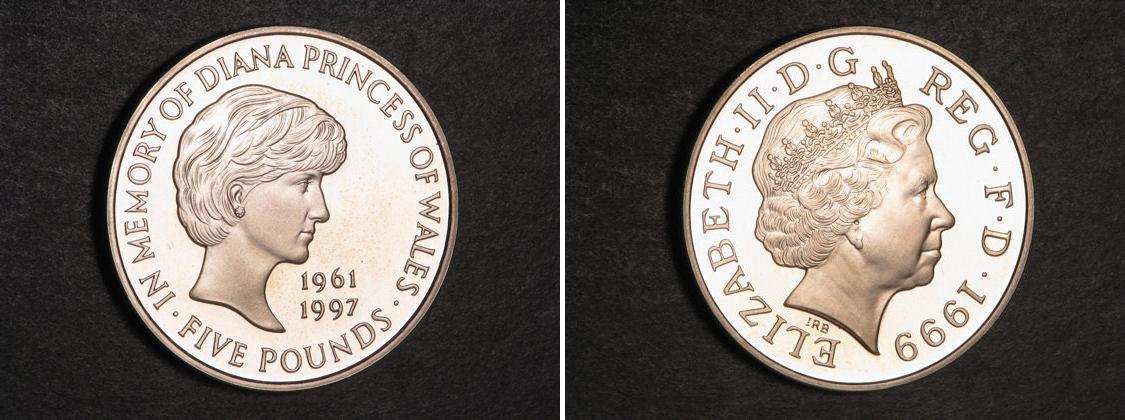 IN MEMORY OF DIANA PRINCESS OF WALES ·
1961
1997
· FIVE POUNDS
ELIZABETH·II·D·G REG·F·D·1999
IRB